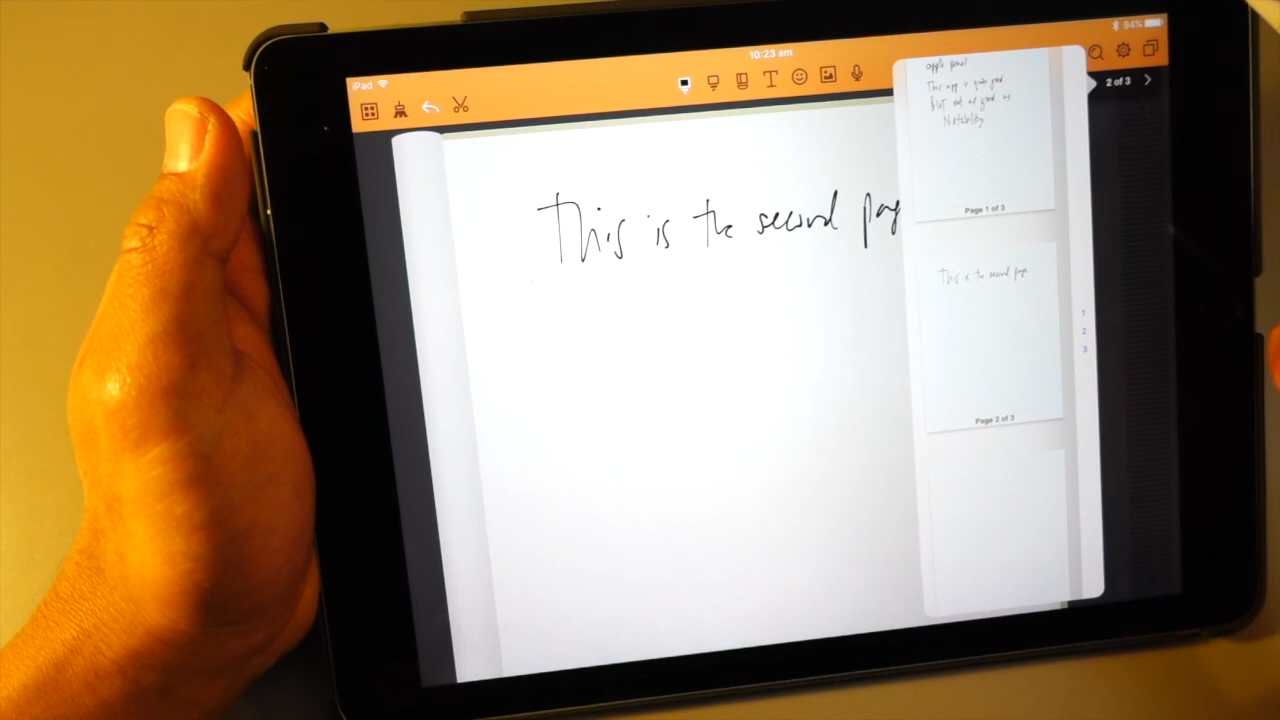 iPad
10:23 am
94%
2 of 3
This is the second pag
apple pencil
This app is quite good
But not as good as
Notability
Page 1 of 3
This is the second page
Page 2 of 3
1
2
3